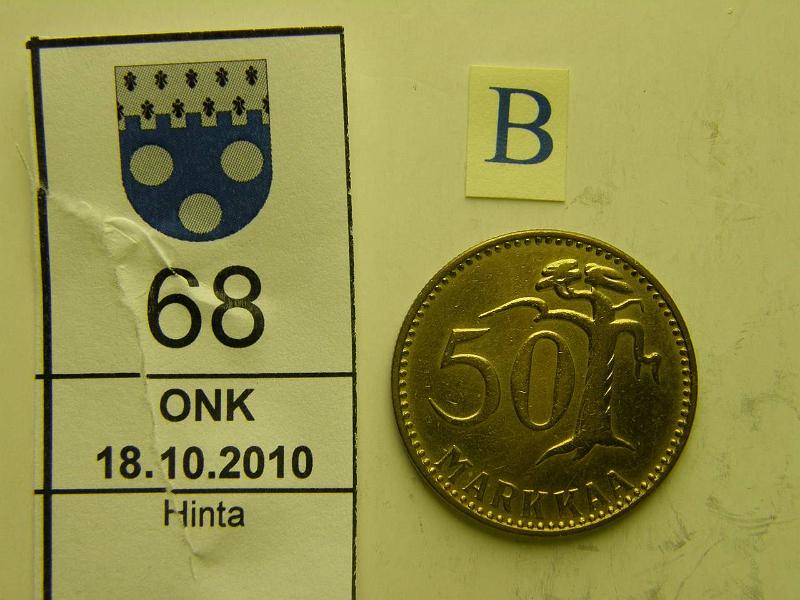 68
ONK
18.10.2010
Hinta
B
50
MARKKAA